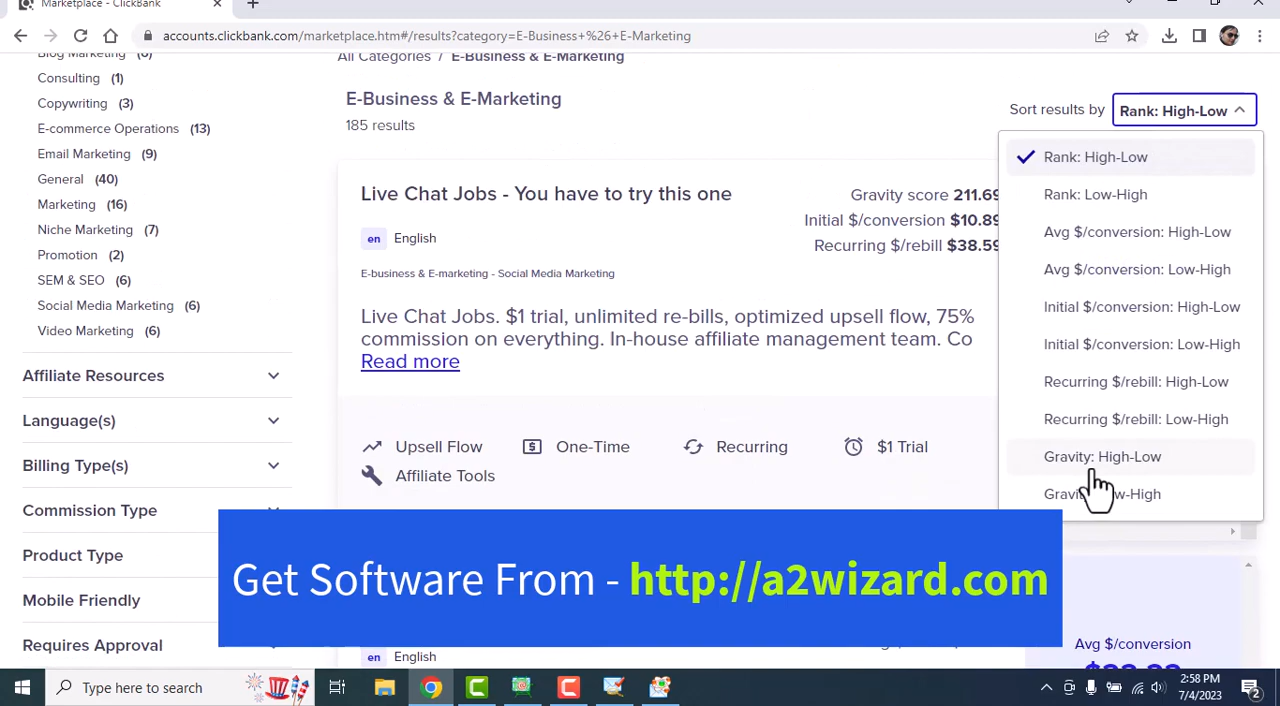 Marketplace - ClickBank
accounts.clickbank.com/marketplace.htm#/results?category=E-Business+%26+E-Marketing
Blog Marketing (6)
Consulting (1)
Copywriting (3)
E-commerce Operations (13)
Email Marketing (9)
General (40)
Marketing (16)
Niche Marketing (7)
Promotion (2)
SEM & SEO (6)
Social Media Marketing (6)
Video Marketing (6)
Affiliate Resources
Language(s)
Billing Type(s)
Commission Type
Product Type
Mobile Friendly
Requires Approval
All Categories / E-Business & E-Marketing
E-Business & E-Marketing
185 results
Sort results by Rank: High-Low
Rank: High-Low
Rank: Low-High
Avg $/conversion: High-Low
Avg $/conversion: Low-High
Initial $/conversion: High-Low
Initial $/conversion: Low-High
Recurring $/rebill: High-Low
Recurring $/rebill: Low-High
Gravity: High-Low
Live Chat Jobs - You have to try this one
Gravity score 211.69
Initial $/conversion $10.89
Recurring $/rebill $38.59
en English
E-business & E-marketing - Social Media Marketing
Live Chat Jobs. $1 trial, unlimited re-bills, optimized upsell flow, 75%
commission on everything. In-house affiliate management team. Co
Read more
Upsell Flow One-Time Recurring $1 Trial
Affiliate Tools
Get Software From - http://a2wizard.com
en English
Avg $/conversion
Type here to search
2:58 PM
7/4/2023
2